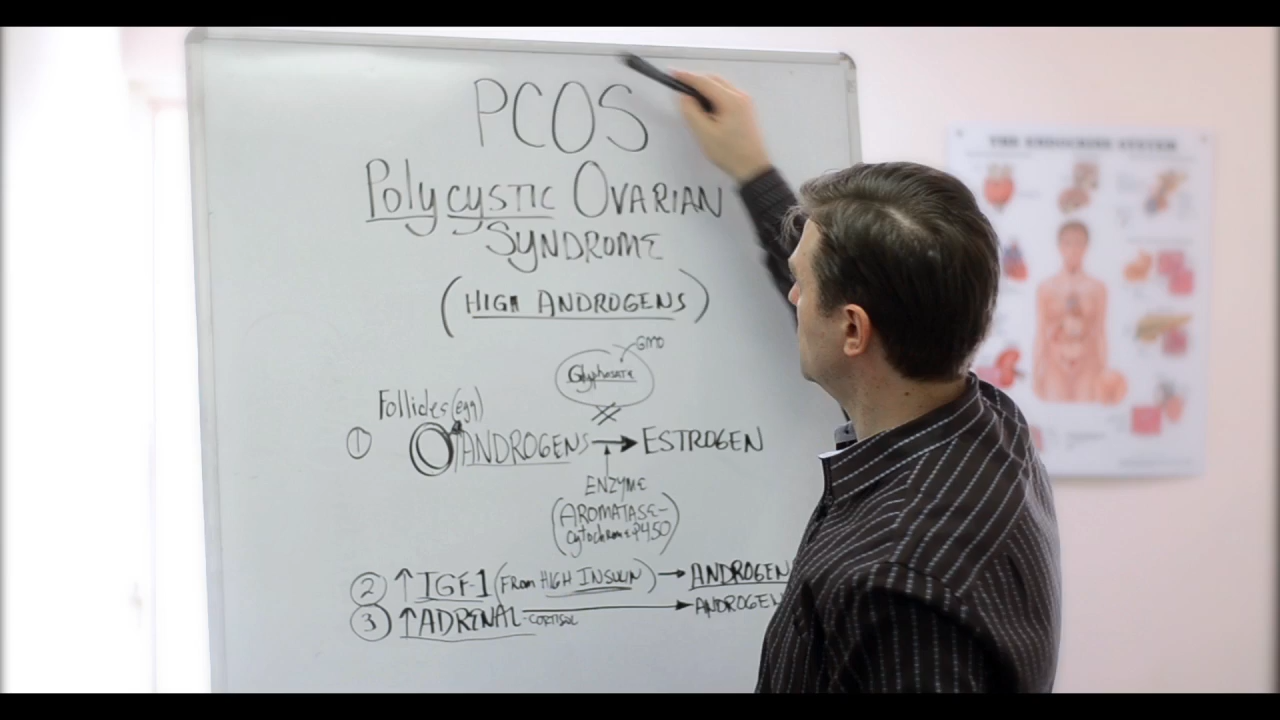 PCOS
Polycystic Ovarian
Syndrome
(High Androgens)
GMO
Glyphosate
Follicles (egg)
① Androgens → Estrogen
Enzyme
(Aromatase-
Cytochrome P450)
② ↑ IGF-1 (From High Insulin) → Androgen
③ ↑ Adrenal -Cortisol → Androgen
THE ENDOCRINE SYSTEM